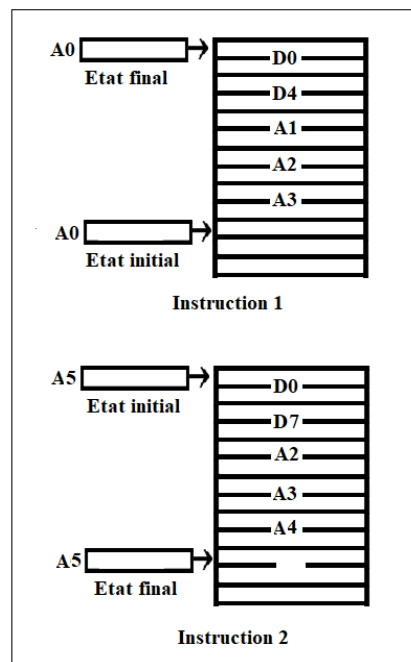 A0
D0
Etat final
D4
A1
A2
A3
A0
Etat initial
Instruction 1
A5
D0
Etat initial
D7
A2
A3
A4
A5
Etat final
Instruction 2